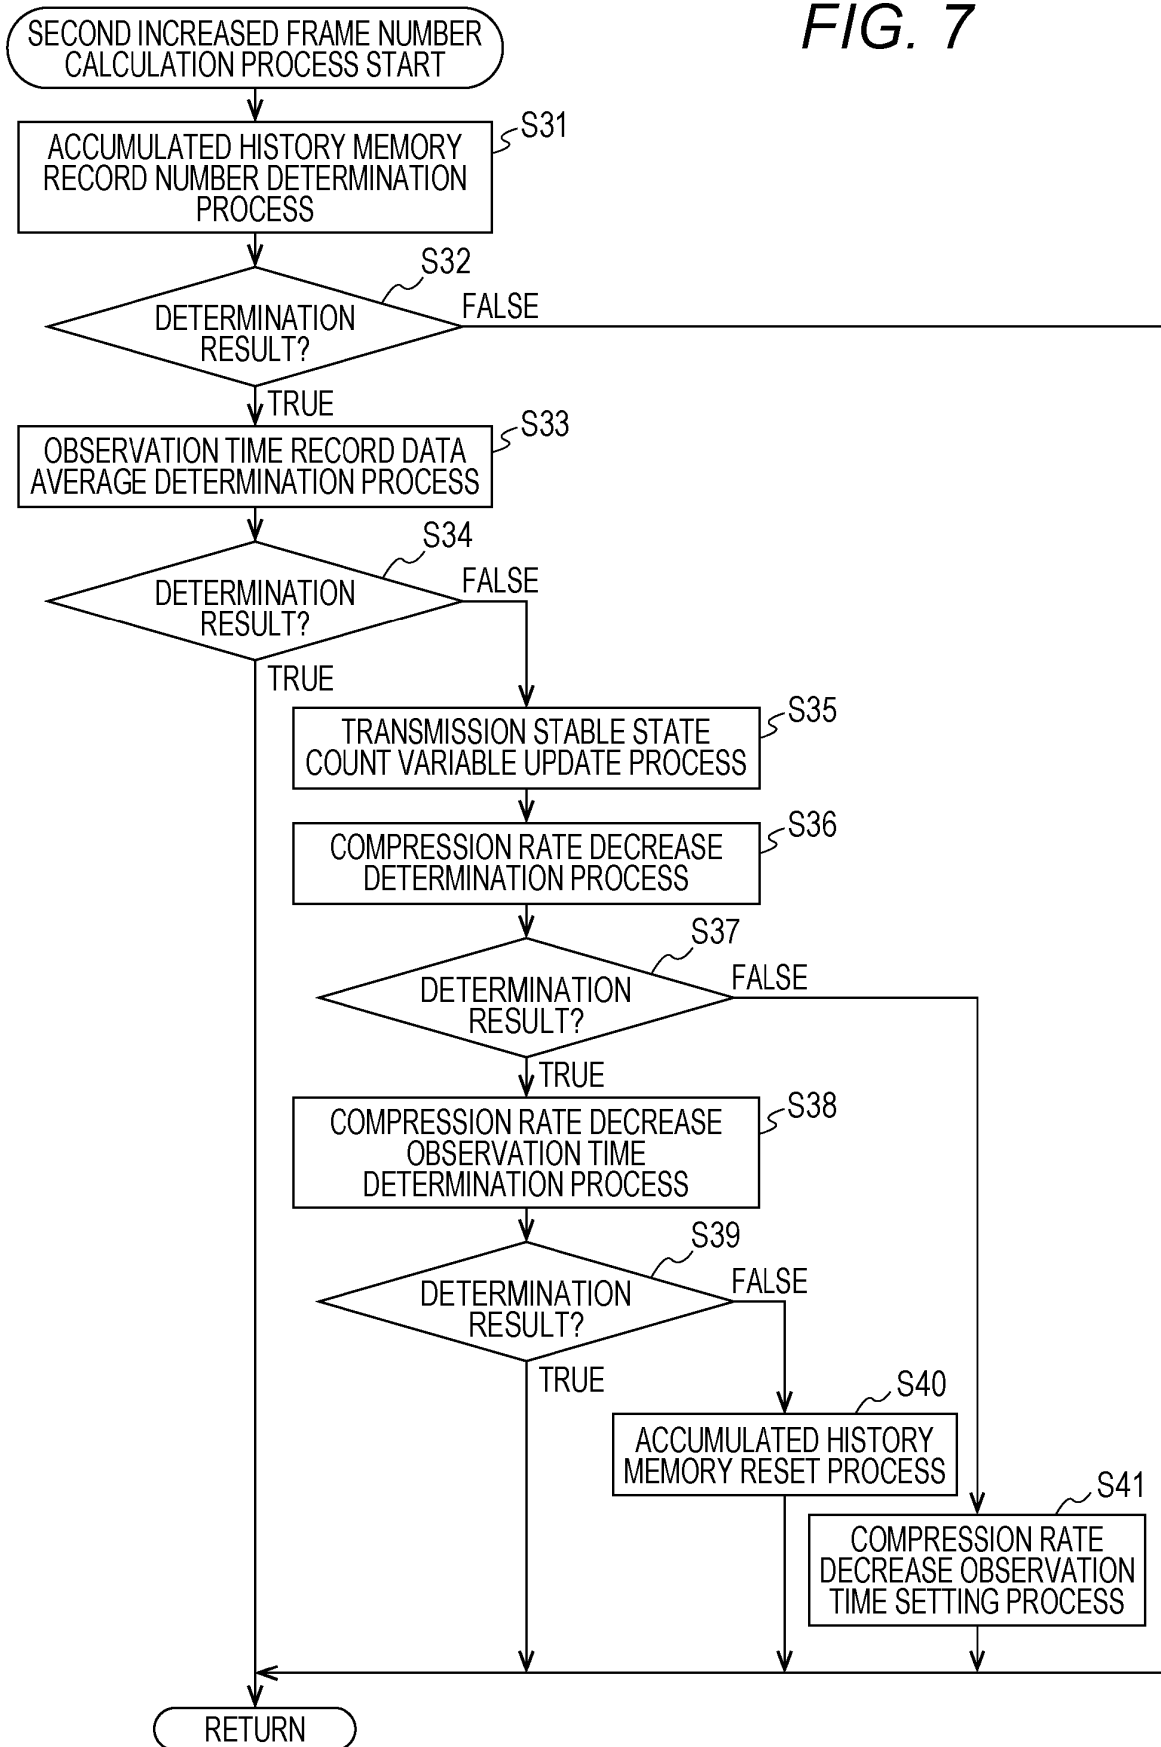 FIG. 7
SECOND INCREASED FRAME NUMBER
CALCULATION PROCESS START
S31
ACCUMULATED HISTORY MEMORY
RECORD NUMBER DETERMINATION
PROCESS
S32
DETERMINATION
RESULT?
FALSE
TRUE
S33
OBSERVATION TIME RECORD DATA
AVERAGE DETERMINATION PROCESS
S34
DETERMINATION
RESULT?
FALSE
TRUE
S35
TRANSMISSION STABLE STATE
COUNT VARIABLE UPDATE PROCESS
S36
COMPRESSION RATE DECREASE
DETERMINATION PROCESS
S37
DETERMINATION
RESULT?
FALSE
TRUE
S38
COMPRESSION RATE DECREASE
OBSERVATION TIME
DETERMINATION PROCESS
S39
DETERMINATION
RESULT?
FALSE
TRUE
S40
ACCUMULATED HISTORY
MEMORY RESET PROCESS
S41
COMPRESSION RATE
DECREASE OBSERVATION
TIME SETTING PROCESS
RETURN